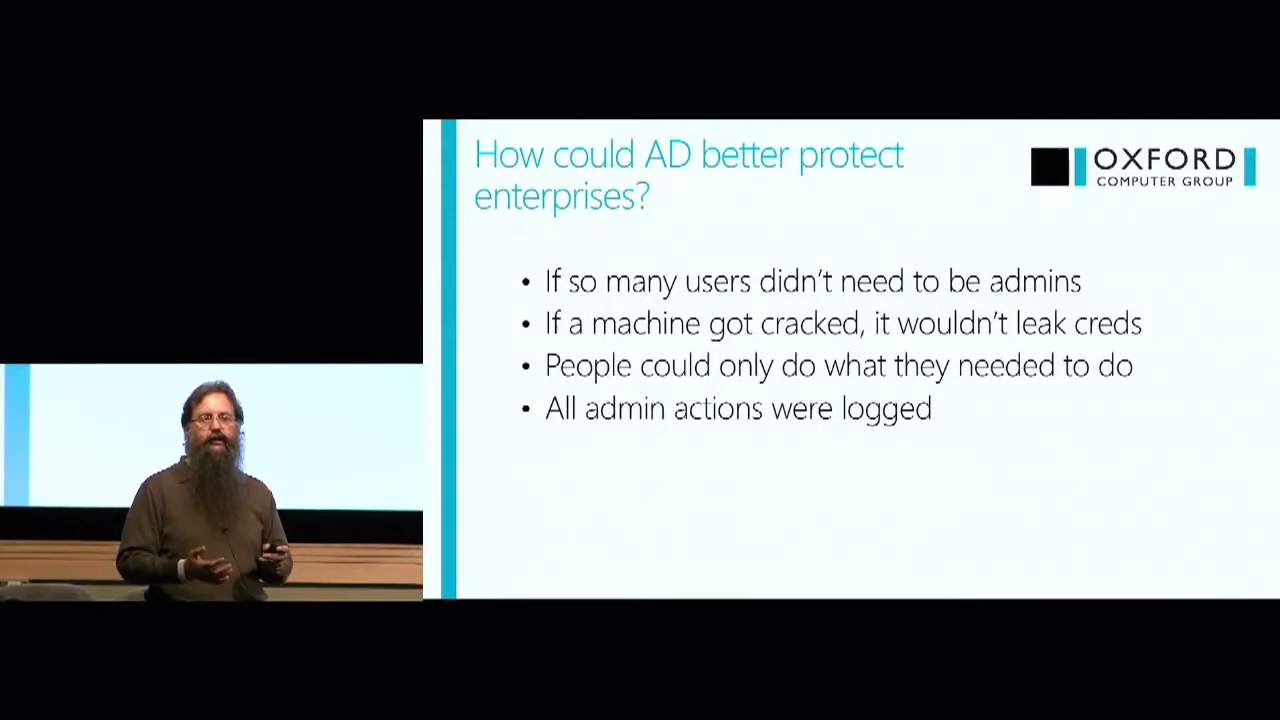 How could AD better protect
enterprises?
OXFORD
COMPUTER GROUP
• If so many users didn't need to be admins
• If a machine got cracked, it wouldn't leak creds
• People could only do what they needed to do
• All admin actions were logged